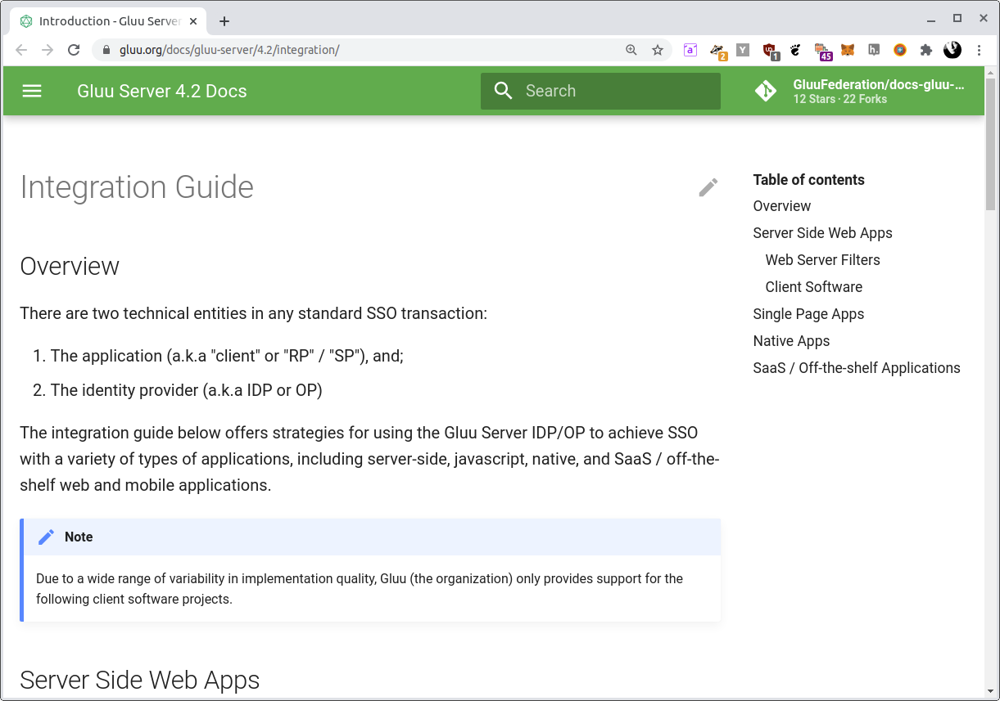 Introduction - Gluu Server
gluu.org/docs/gluu-server/4.2/integration/
a
2
Y
1
45
h
Gluu Server 4.2 Docs
Search
GluuFederation/docs-gluu-...
12 Stars · 22 Forks
Integration Guide
Table of contents
Overview
Server Side Web Apps
Web Server Filters
Client Software
Single Page Apps
Native Apps
SaaS / Off-the-shelf Applications
Overview
There are two technical entities in any standard SSO transaction:
1. The application (a.k.a "client" or "RP" / "SP"), and;
2. The identity provider (a.k.a IDP or OP)
The integration guide below offers strategies for using the Gluu Server IDP/OP to achieve SSO
with a variety of types of applications, including server-side, javascript, native, and SaaS / off-the-
shelf web and mobile applications.
Note
Due to a wide range of variability in implementation quality, Gluu (the organization) only provides support for the
following client software projects.
Server Side Web Apps